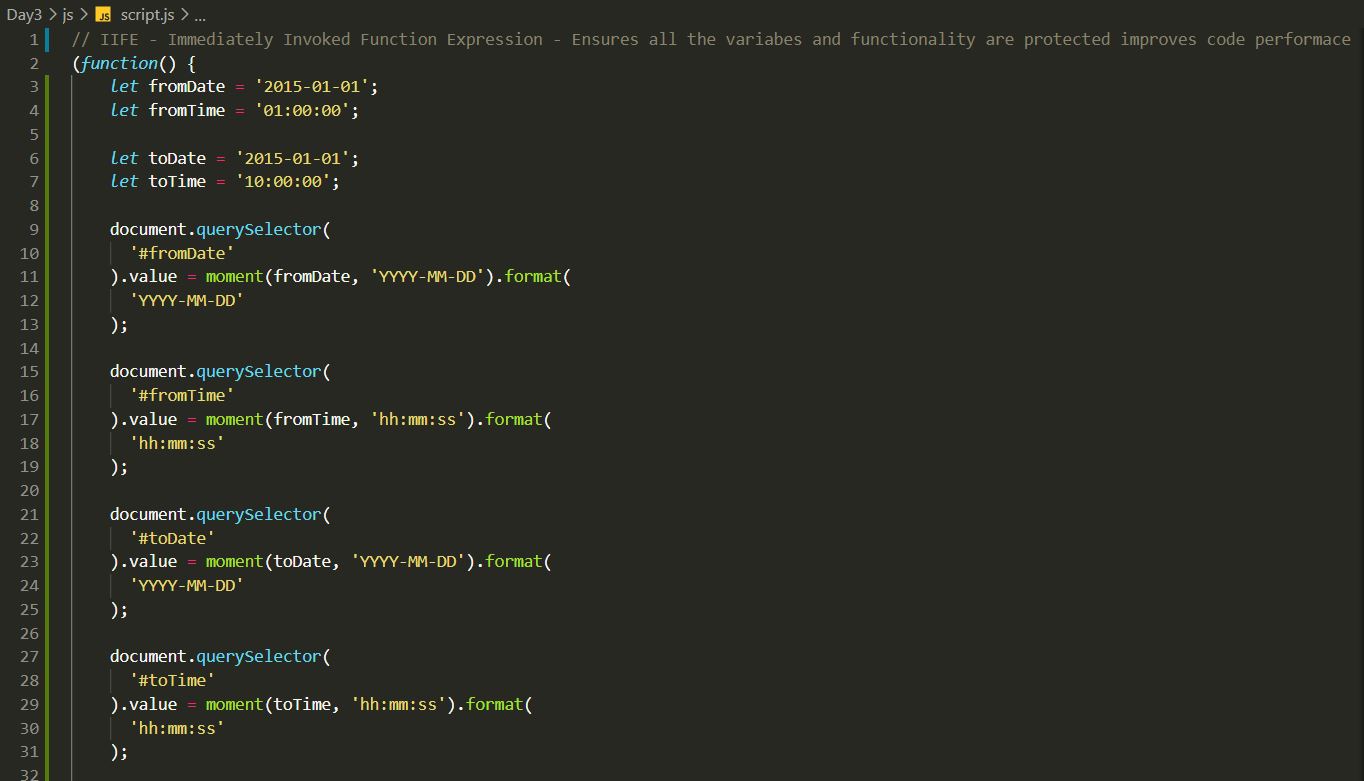 Day3 > js > JS script.js > ...
1 // IIFE - Immediately Invoked Function Expression - Ensures all the variabes and functionality are protected improves code performace
2 (function() {
3 let fromDate = '2015-01-01';
4 let fromTime = '01:00:00';
5
6 let toDate = '2015-01-01';
7 let toTime = '10:00:00';
8
9 document.querySelector(
10 '#fromDate'
11 ).value = moment(fromDate, 'YYYY-MM-DD').format(
12 'YYYY-MM-DD'
13 );
14
15 document.querySelector(
16 '#fromTime'
17 ).value = moment(fromTime, 'hh:mm:ss').format(
18 'hh:mm:ss'
19 );
20
21 document.querySelector(
22 '#toDate'
23 ).value = moment(toDate, 'YYYY-MM-DD').format(
24 'YYYY-MM-DD'
25 );
26
27 document.querySelector(
28 '#toTime'
29 ).value = moment(toTime, 'hh:mm:ss').format(
30 'hh:mm:ss'
31 );
32